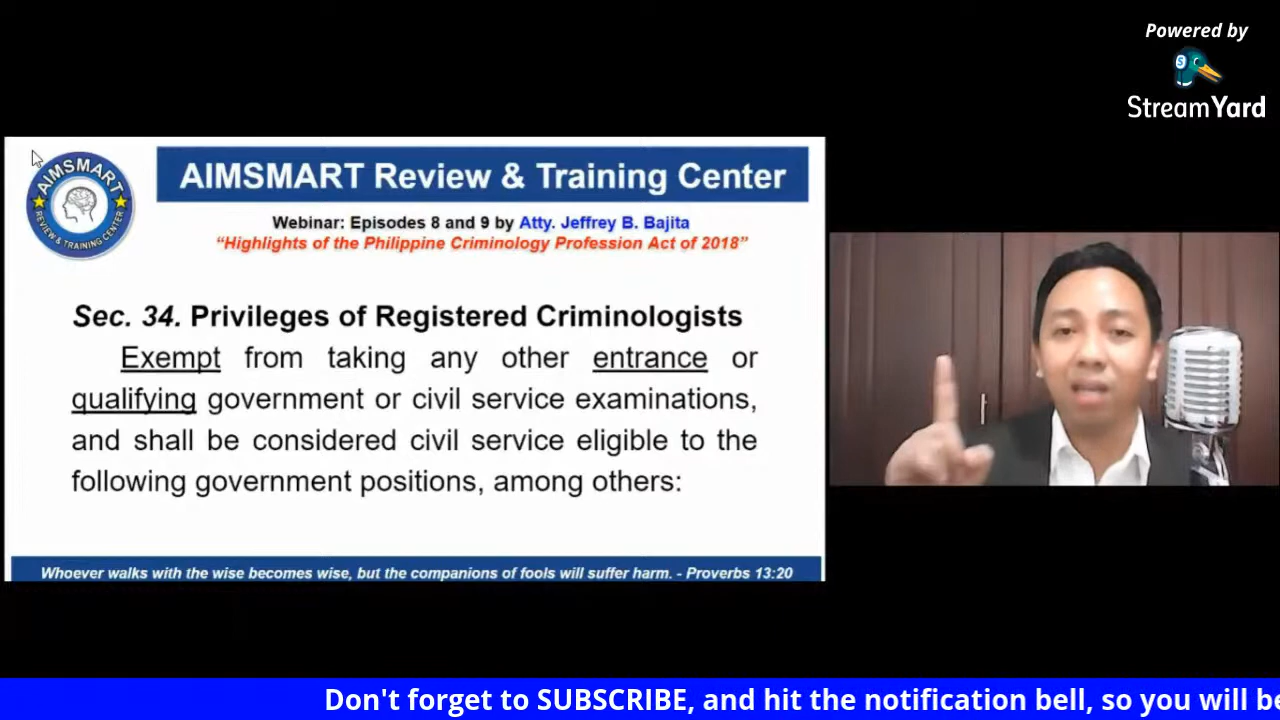 Powered by
StreamYard
AIMSMART
REVIEW & TRAINING CENTER
AIMSMART Review & Training Center
Webinar: Episodes 8 and 9 by Atty. Jeffrey B. Bajita
“Highlights of the Philippine Criminology Profession Act of 2018”
Sec. 34. Privileges of Registered Criminologists
Exempt from taking any other entrance or
qualifying government or civil service examinations,
and shall be considered civil service eligible to the
following government positions, among others:
Whoever walks with the wise becomes wise, but the companions of fools will suffer harm. - Proverbs 13:20
Don't forget to SUBSCRIBE, and hit the notification bell, so you will be